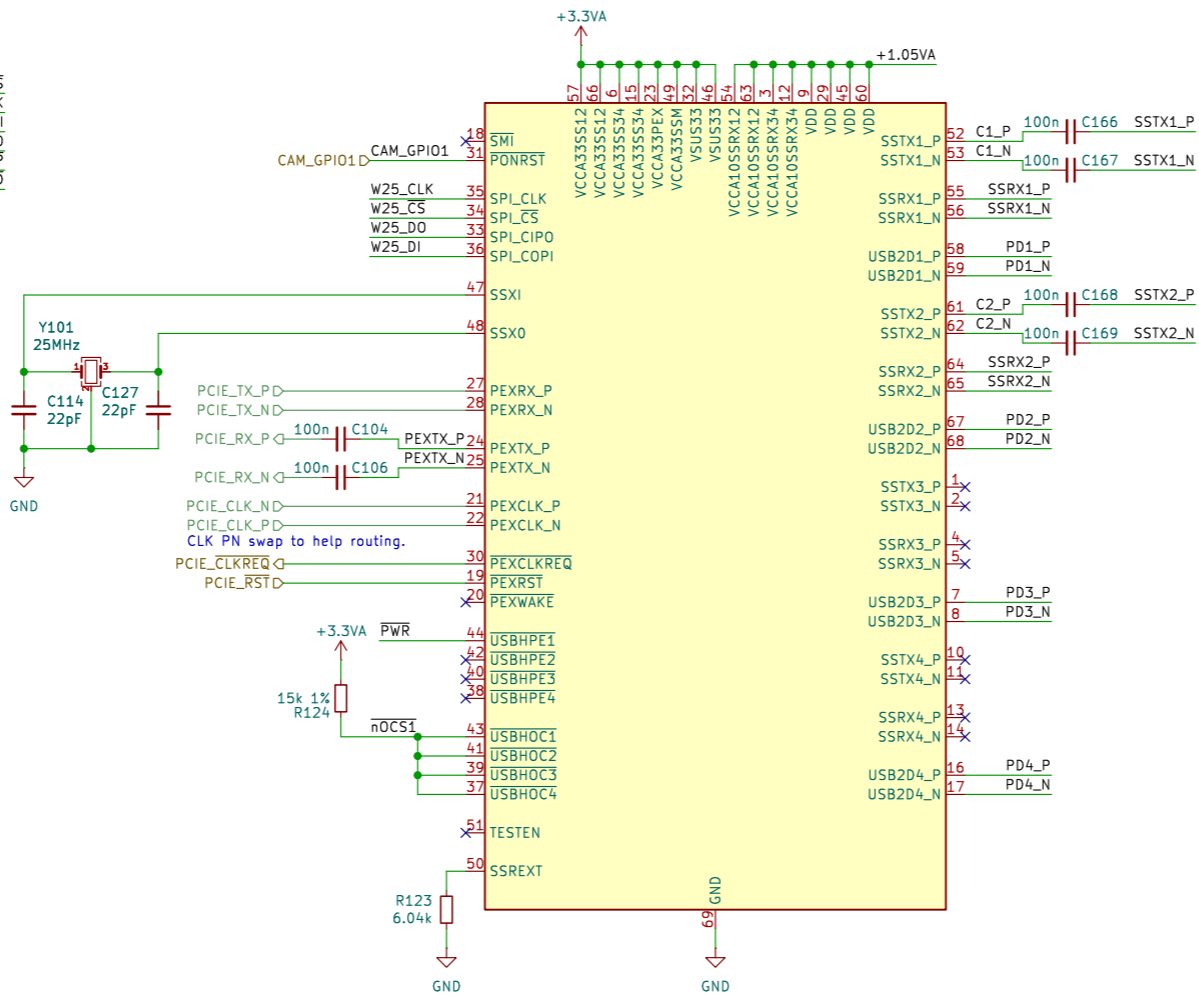 +3.3VA
+1.05VA
57 66 6 15 23 49 32 46 54 63 3 12 9 29 45 60
VCCA33SS12
VCCA33SS12
VCCA33SS34
VCCA33SS34
VCCA33PEX
VCCA33SSM
VSUS33
VSUS33
VCCA10SSRX12
VCCA10SSRX12
VCCA10SSRX34
VCCA10SSRX34
VDD
VDD
VDD
VDD
18 SMI
CAM_GPIO1 CAM_GPIO1 31 PONRST
W25_CLK 35 SPI_CLK
W25_CS 34 SPI_CS
W25_DO 33 SPI_CIPO
W25_DI 36 SPI_COPI
47 SSXI
48 SSXO
Y101
25MHz
1 3
2
C114
22pF
C127
22pF
GND
PCIE_TX_P 27 PEXRX_P
PCIE_TX_N 28 PEXRX_N
PCIE_RX_P 100n C104 PEXTX_P 24 PEXTX_P
PCIE_RX_N 100n C106 PEXTX_N 25 PEXTX_N
PCIE_CLK_N 21 PEXCLK_P
PCIE_CLK_P 22 PEXCLK_N
CLK PN swap to help routing.
PCIE_CLKREQ 30 PEXCLKREQ
PCIE_RST 19 PEXRST
20 PEXWAKE
PWR 44 USBHPE1
42 USBHPE2
40 USBHPE3
38 USBHPE4
+3.3VA
15k 1%
R124
nOCS1 43 USBHOC1
41 USBHOC2
39 USBHOC3
37 USBHOC4
51 TESTEN
50 SSREXT
R123
6.04k
GND
GND
69
GND
SSTX1_P 52 C1_P 100n C166 SSTX1_P
SSTX1_N 53 C1_N 100n C167 SSTX1_N
SSRX1_P 55 SSRX1_P
SSRX1_N 56 SSRX1_N
USB2D1_P 58 PD1_P
USB2D1_N 59 PD1_N
SSTX2_P 61 C2_P 100n C168 SSTX2_P
SSTX2_N 62 C2_N 100n C169 SSTX2_N
SSRX2_P 64 SSRX2_P
SSRX2_N 65 SSRX2_N
USB2D2_P 67 PD2_P
USB2D2_N 68 PD2_N
SSTX3_P 1
SSTX3_N 2
SSRX3_P 4
SSRX3_N 5
USB2D3_P 7 PD3_P
USB2D3_N 8 PD3_N
SSTX4_P 10
SSTX4_N 11
SSRX4_P 13
SSRX4_N 14
USB2D4_P 16 PD4_P
USB2D4_N 17 PD4_N